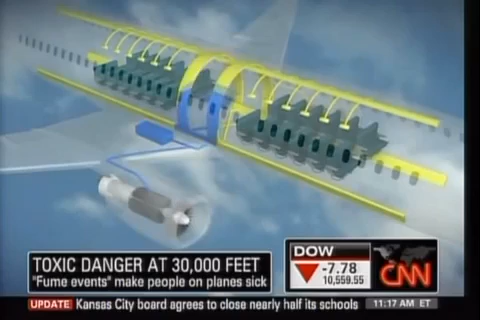 TOXIC DANGER AT 30,000 FEET
"Fume events" make people on planes sick
DOW
-7.78
10,559.55
CNN
UPDATE Kansas City board agrees to close nearly half its schools 11:17 AM ET